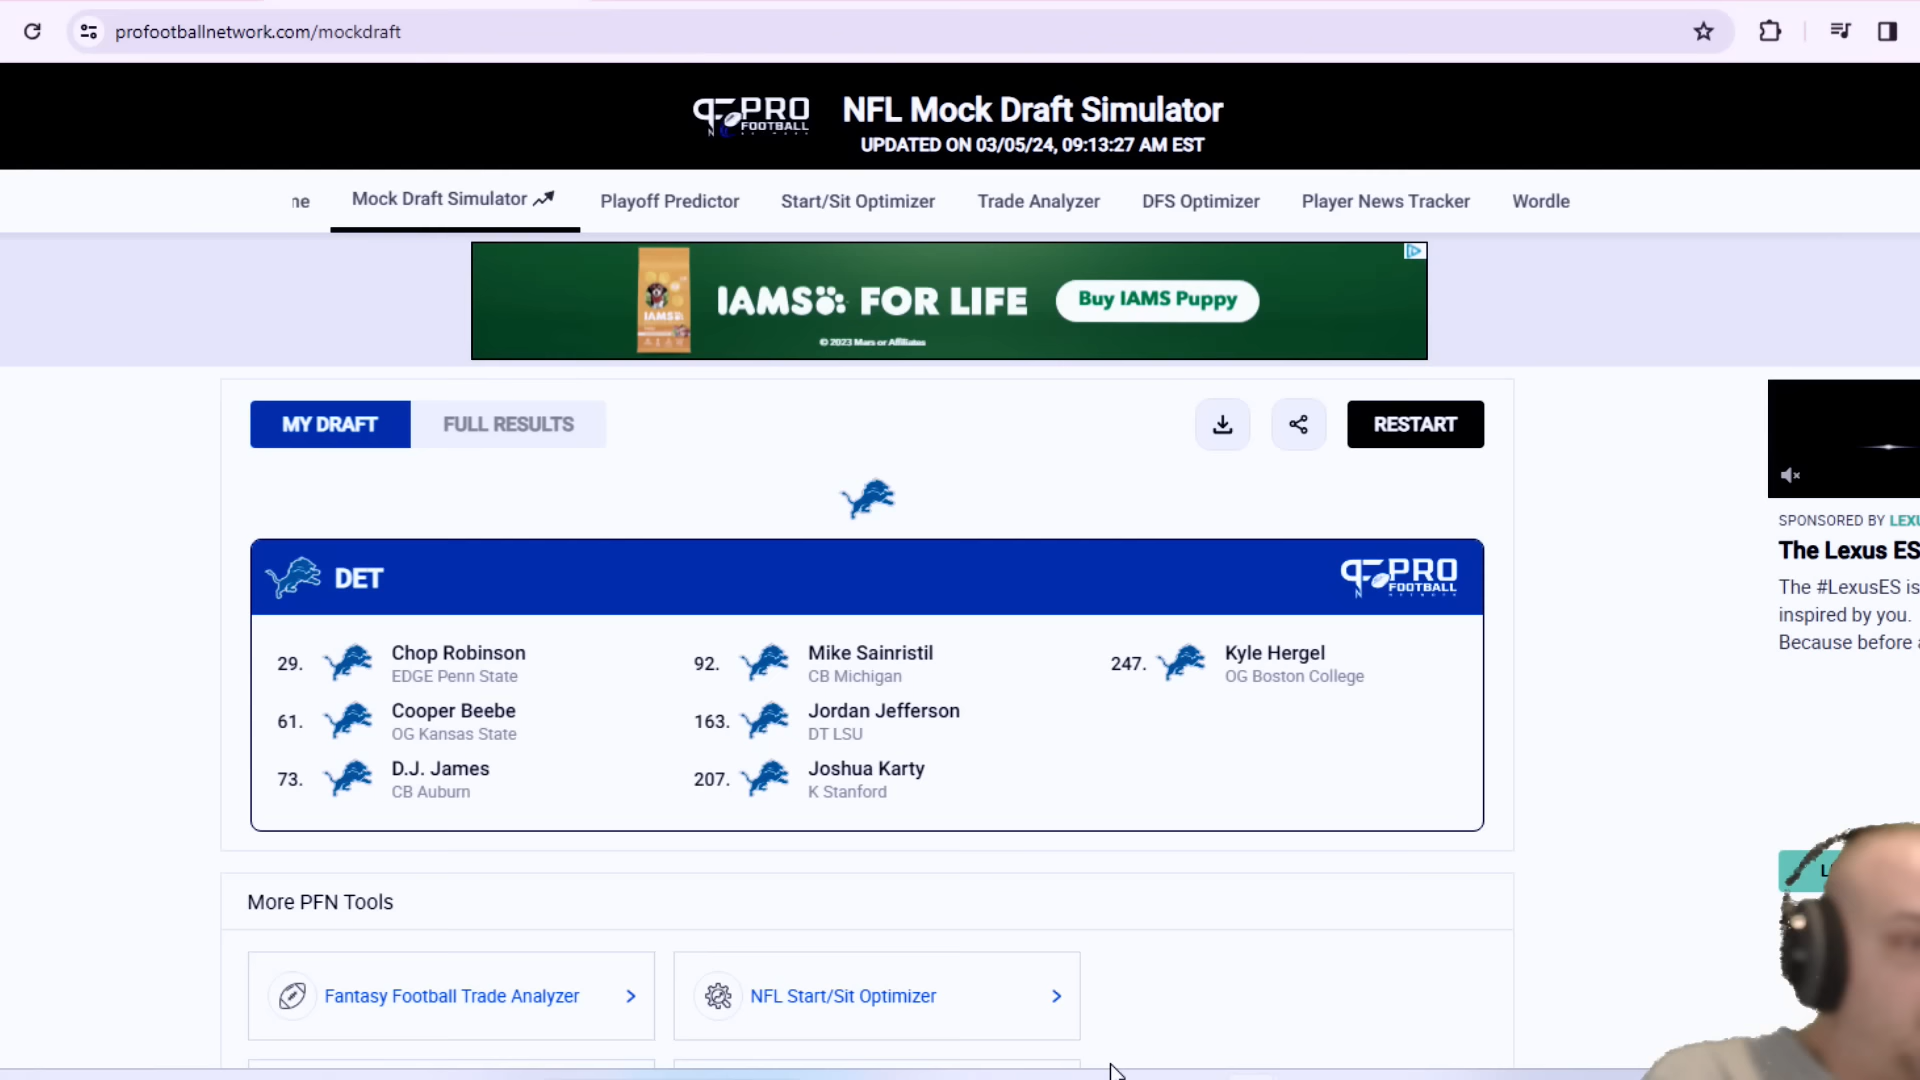 profootballnetwork.com/mockdraft
PRO
FOOTBALL
NETWORK
NFL Mock Draft Simulator
UPDATED ON 03/05/24, 09:13:27 AM EST
ne
Mock Draft Simulator
Playoff Predictor
Start/Sit Optimizer
Trade Analyzer
DFS Optimizer
Player News Tracker
Wordle
IAMS FOR LIFE
Buy IAMS Puppy
IAMS
© 2023 Mars or Affiliates
MY DRAFT
FULL RESULTS
RESTART
SPONSORED BY LEXU
The Lexus ES
The #LexusES is
inspired by you.
Because before a
DET
PRO
FOOTBALL
NETWORK
29.
Chop Robinson
EDGE Penn State
61.
Cooper Beebe
OG Kansas State
73.
D.J. James
CB Auburn
92.
Mike Sainristil
CB Michigan
163.
Jordan Jefferson
DT LSU
207.
Joshua Karty
K Stanford
247.
Kyle Hergel
OG Boston College
L
More PFN Tools
Fantasy Football Trade Analyzer
NFL Start/Sit Optimizer